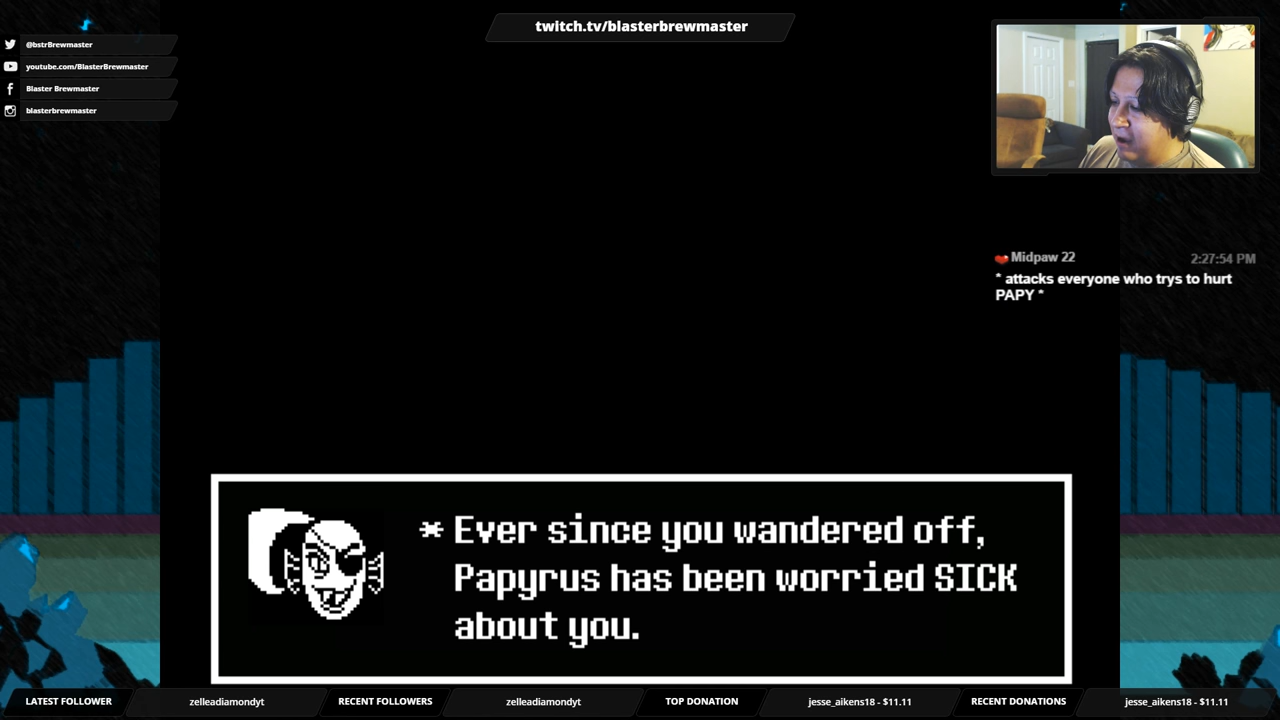 twitch.tv/blasterbrewmaster
@bstrBrewmaster
youtube.com/BlasterBrewmaster
Blaster Brewmaster
blasterbrewmaster
Midpaw 22 2:27:54 PM
* attacks everyone who trys to hurt
PAPY *
* Ever since you wandered off,
Papyrus has been worried SICK
about you.
LATEST FOLLOWER zelleadiamondyt RECENT FOLLOWERS zelleadiamondyt TOP DONATION jesse_aikens18 - $11.11 RECENT DONATIONS jesse_aikens18 - $11.11